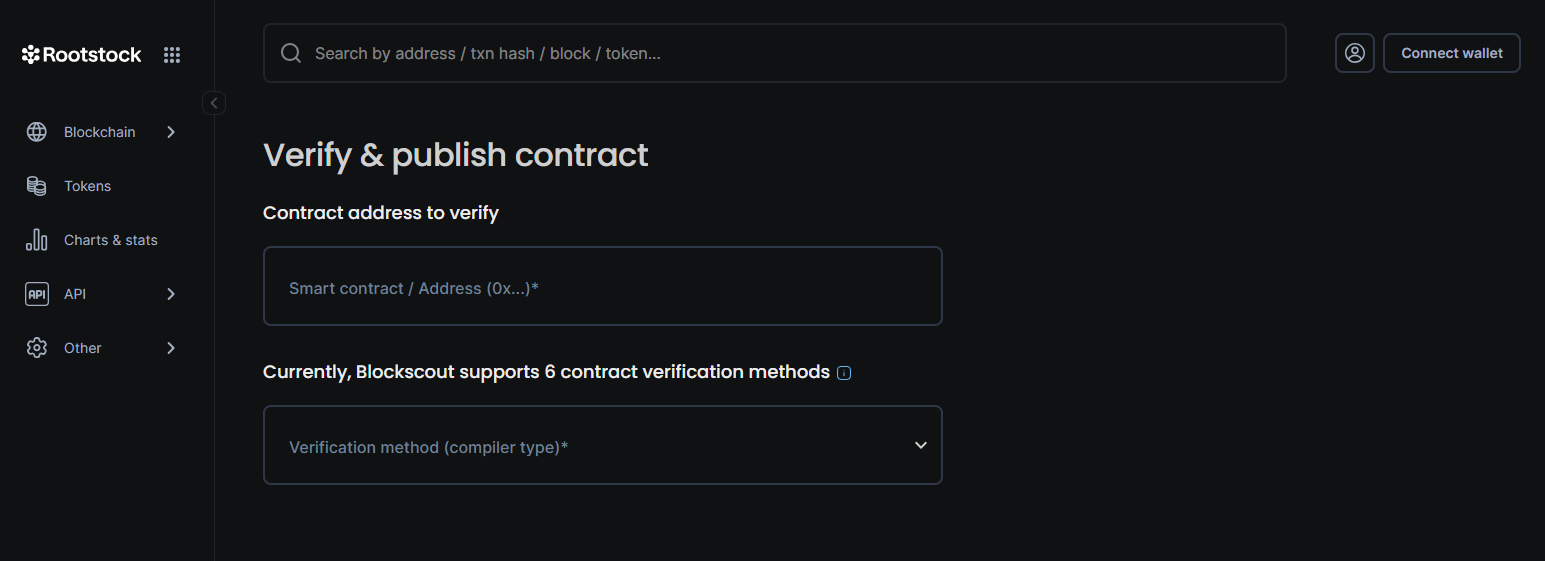 Rootstock
Search by address / txn hash / block / token...
Connect wallet
Blockchain
Tokens
Charts & stats
API
API
Other
Verify & publish contract
Contract address to verify
Smart contract / Address (0x...)*
Currently, Blockscout supports 6 contract verification methods
i
Verification method (compiler type)*